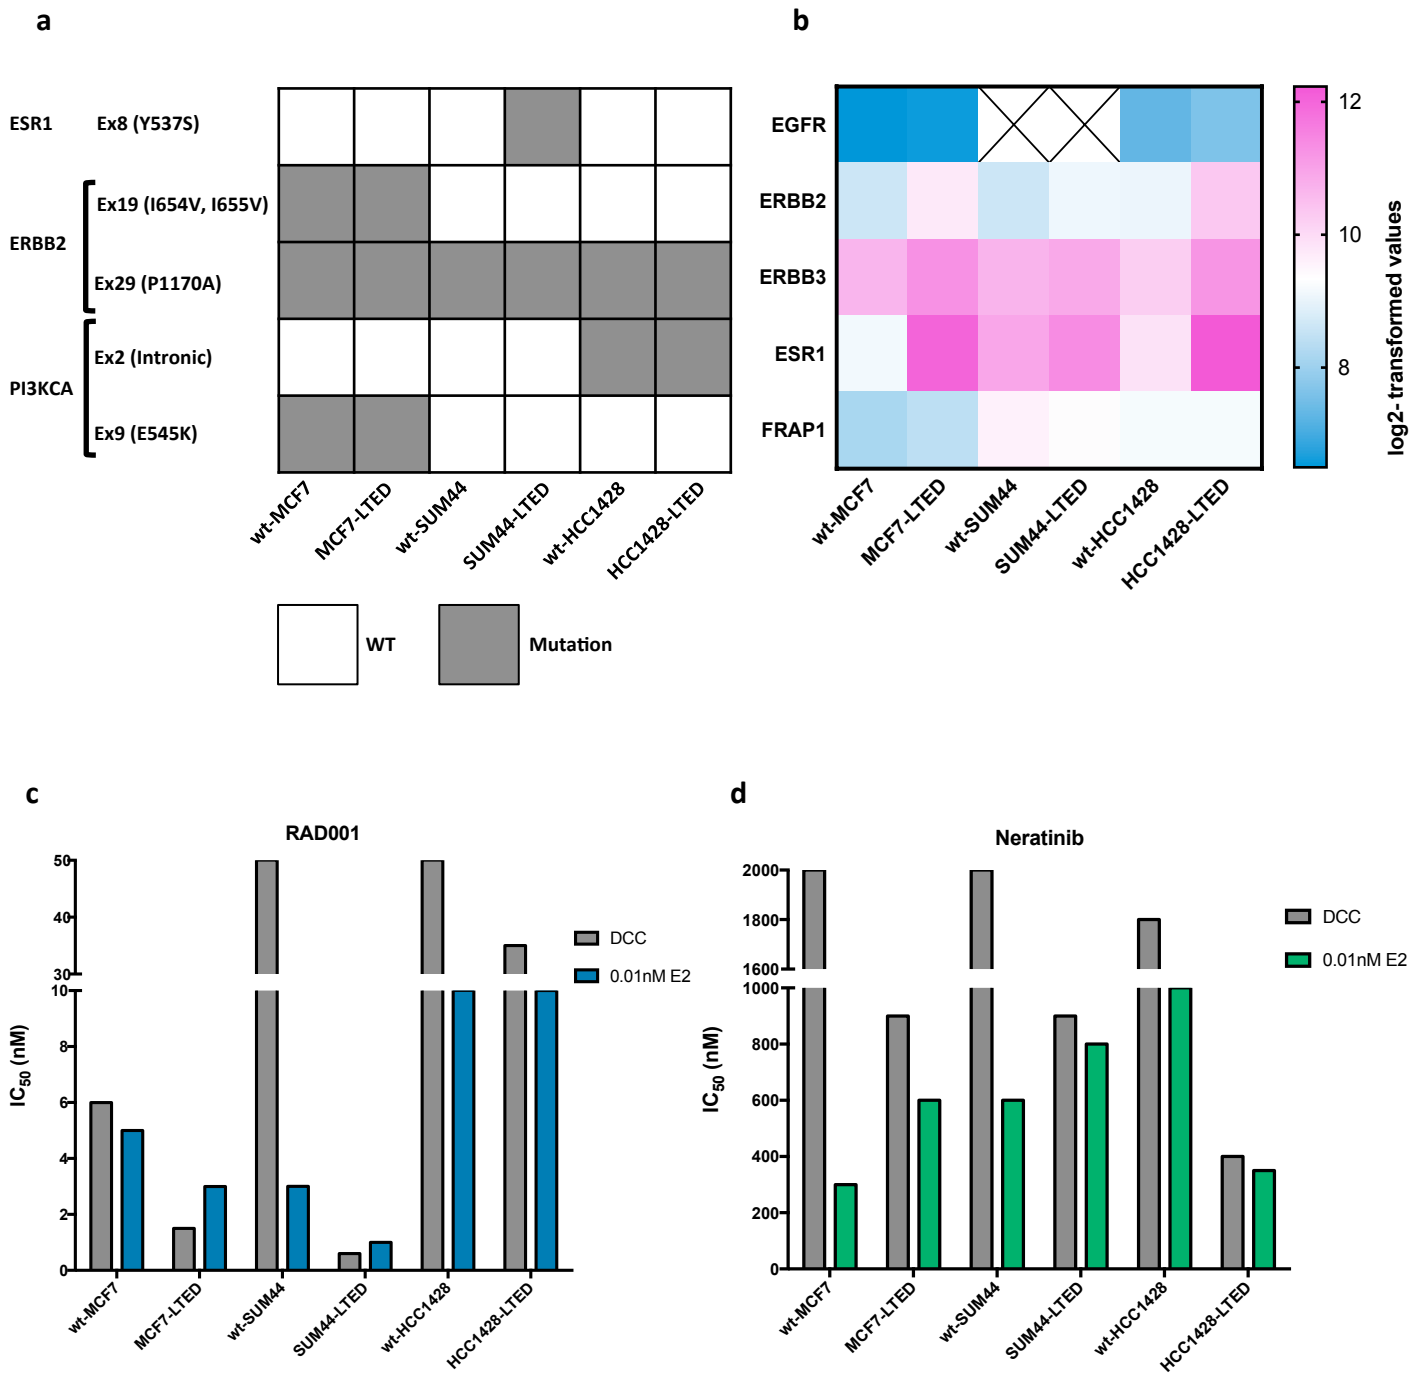 a
ESR1 Ex8 (Y537S)
ERBB2
Ex19 (I654V, I655V)
Ex29 (P1170A)
PI3KCA
Ex2 (Intronic)
Ex9 (E545K)
wt-MCF7
MCF7-LTED
wt-SUM44
SUM44-LTED
wt-HCC1428
HCC1428-LTED
WT
Mutation
b
EGFR
ERBB2
ERBB3
ESR1
FRAP1
wt-MCF7
MCF7-LTED
wt-SUM44
SUM44-LTED
wt-HCC1428
HCC1428-LTED
12
10
8
log2- transformed values
c
RAD001
50
40
30
10
8
6
4
2
0
IC50 (nM)
wt-MCF7
MCF7-LTED
wt-SUM44
SUM44-LTED
wt-HCC1428
HCC1428-LTED
DCC
0.01nM E2
d
Neratinib
2000
1800
1600
1000
800
600
400
200
0
IC50 (nM)
wt-MCF7
MCF7-LTED
wt-SUM44
SUM44-LTED
wt-HCC1428
HCC1428-LTED
DCC
0.01nM E2